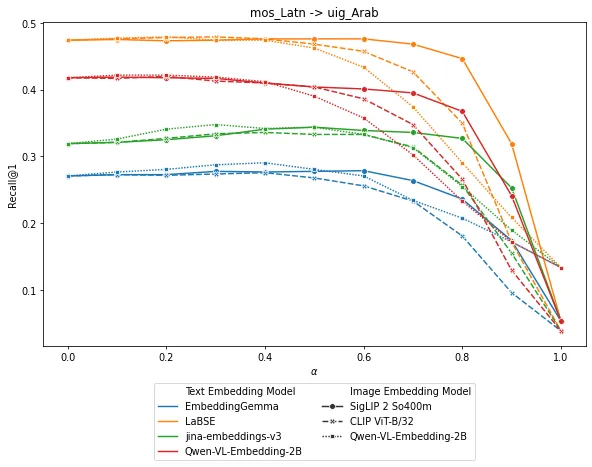 mos_Latn -> uig_Arab
Recall@1
0.5
0.4
0.3
0.2
0.1
0.0 0.2 0.4 0.6 0.8 1.0
α
Text Embedding Model Image Embedding Model
EmbeddingGemma SigLIP 2 So400m
LaBSE CLIP ViT-B/32
jina-embeddings-v3 Qwen-VL-Embedding-2B
Qwen-VL-Embedding-2B